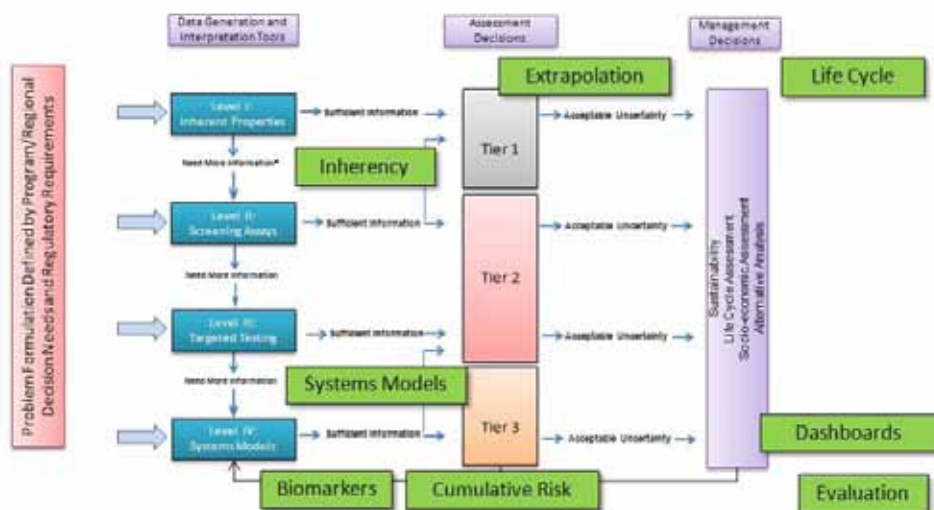 Data Generation and
Interpretation Tools
Assessment
Decisions
Management
Decisions
Problem Formulation Defined by Program/Regional
Decision Needs and Regulatory Requirements
Extrapolation
Life Cycle
Level I:
Inherent Properties
Sufficient Information
Tier 1
Acceptable Uncertainty
Need More Information*
Inherency
Level II:
Screening Assays
Sufficient Information
Tier 2
Acceptable Uncertainty
Need More Information
Sustainability
Life Cycle Assessment
Socio-economic Assessment
Alternative Analysis
Level III:
Targeted Testing
Sufficient Information
Acceptable Uncertainty
Need More Information
Systems Models
Level IV:
Systems Models
Sufficient Information
Tier 3
Acceptable Uncertainty
Dashboards
Biomarkers
Cumulative Risk
Evaluation